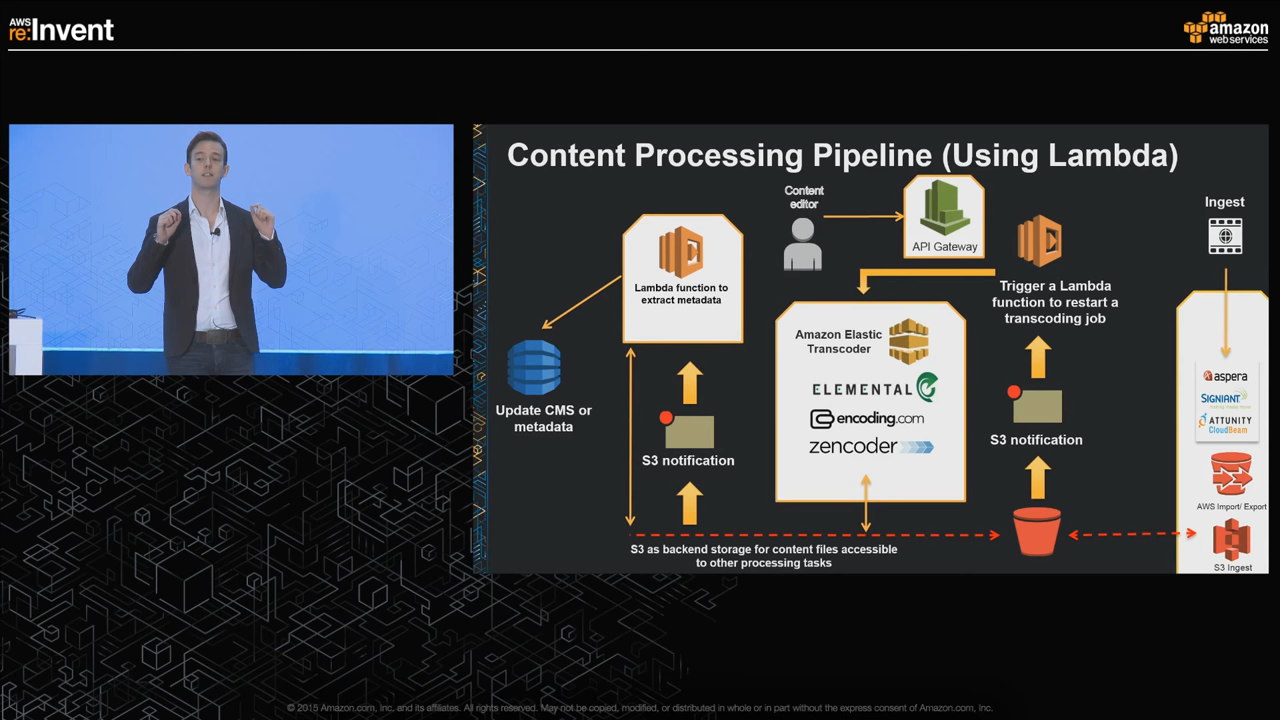 AWS
re:Invent
amazon
web services
Content Processing Pipeline (Using Lambda)
Content
editor
API Gateway
Ingest
Lambda function to
extract metadata
Trigger a Lambda
function to restart a
transcoding job
Amazon Elastic
Transcoder
ELEMENTAL
encoding.com
zencoder
Update CMS or
metadata
S3 notification
S3 notification
aspera
SIGNIANT
ATTUNITY
CloudBeam
AWS Import/ Export
S3 Ingest
S3 as backend storage for content files accessible
to other processing tasks
© 2015 Amazon.com, Inc. and its affiliates. All rights reserved. May not be copied, modified, or distributed in whole or in part without the express consent of Amazon.com, Inc.